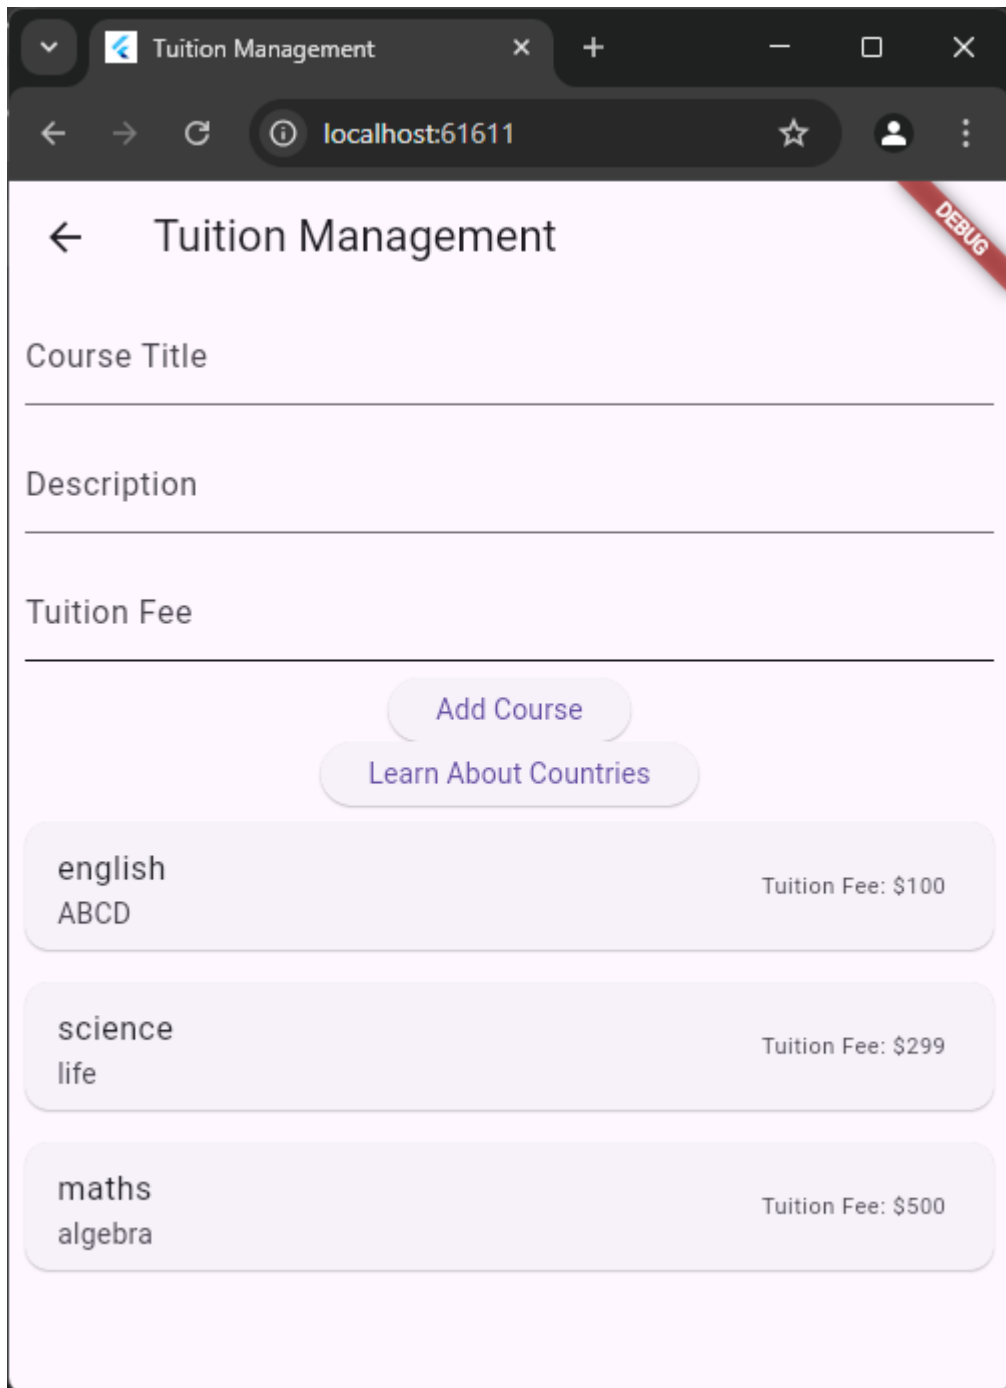 Tuition Management
localhost:61611
Tuition Management
DEBUG
Course Title
Description
Tuition Fee
Add Course
Learn About Countries
english
Tuition Fee: $100
ABCD
science
Tuition Fee: $299
life
maths
Tuition Fee: $500
algebra